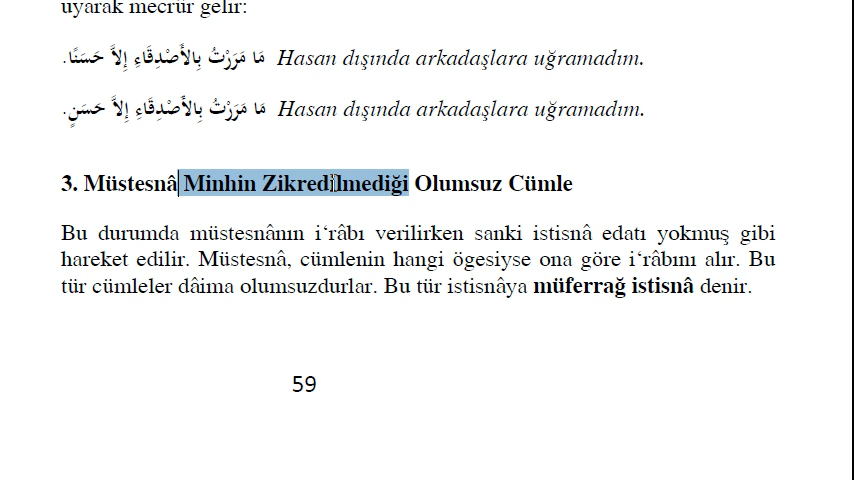 uyarak mecrûr gelir:
مَا مَرَرْتُ بِالأَصْدِقَاءِ إِلاَّ حَسَنًا. Hasan dışında arkadaşlara uğramadım.
مَا مَرَرْتُ بِالأَصْدِقَاءِ إِلاَّ حَسَنٍ. Hasan dışında arkadaşlara uğramadım.
3. Müstesnâ Minhin Zikredilmediği Olumsuz Cümle
Bu durumda müstesnânın i‘râbı verilirken sanki istisnâ edatı yokmuş gibi
hareket edilir. Müstesnâ, cümlenin hangi ögesiyse ona göre i‘râbını alır. Bu
tür cümleler dâima olumsuzdurlar. Bu tür istisnâya müferrağ istisnâ denir.
59